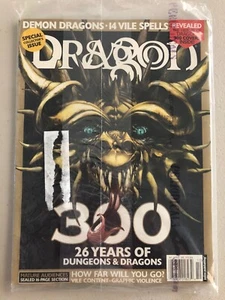 DEMON DRAGONS · 14 VILE SPELLS
REVEALED
SPECIAL
COLLECTOR'S
ISSUE
DRAGON
300
26 YEARS OF
DUNGEONS & DRAGONS
MATURE AUDIENCES
SEALED 16-PAGE SECTION
HOW FAR WILL YOU GO?
VILE CONTENT · GRAPHIC VIOLENCE